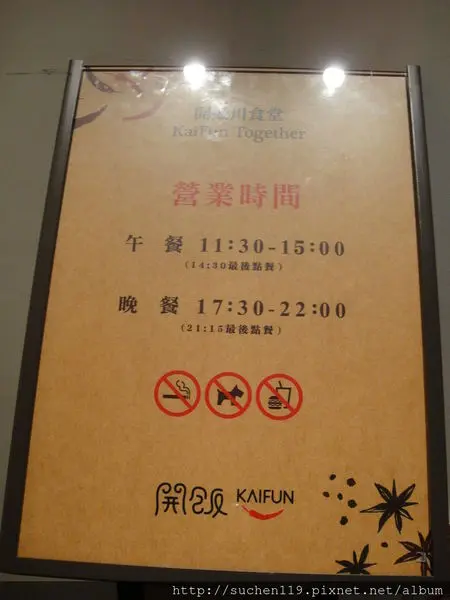 開飯川食堂
KaiFun Together
營業時間
午 餐 11:30-15:00
(14:30最後點餐)
晚 餐 17:30-22:00
(21:15最後點餐)
開飯 KAIFUN
http://suchen119.pixnet.net/album